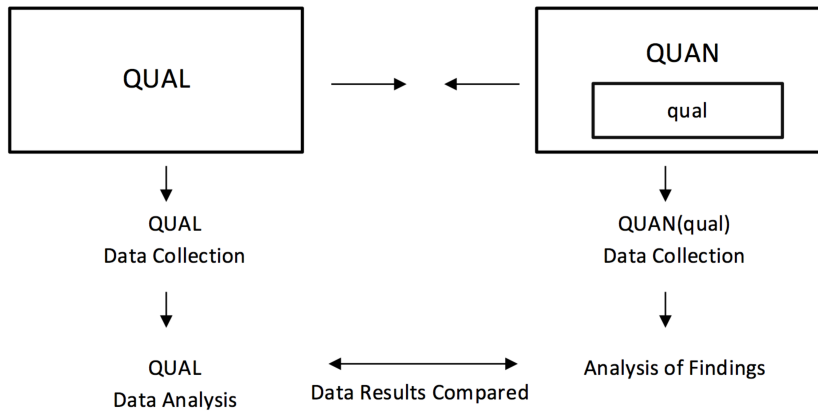 QUAL
QUAN
qual
QUAL
Data Collection
QUAN(qual)
Data Collection
QUAL
Data Analysis
Data Results Compared
Analysis of Findings